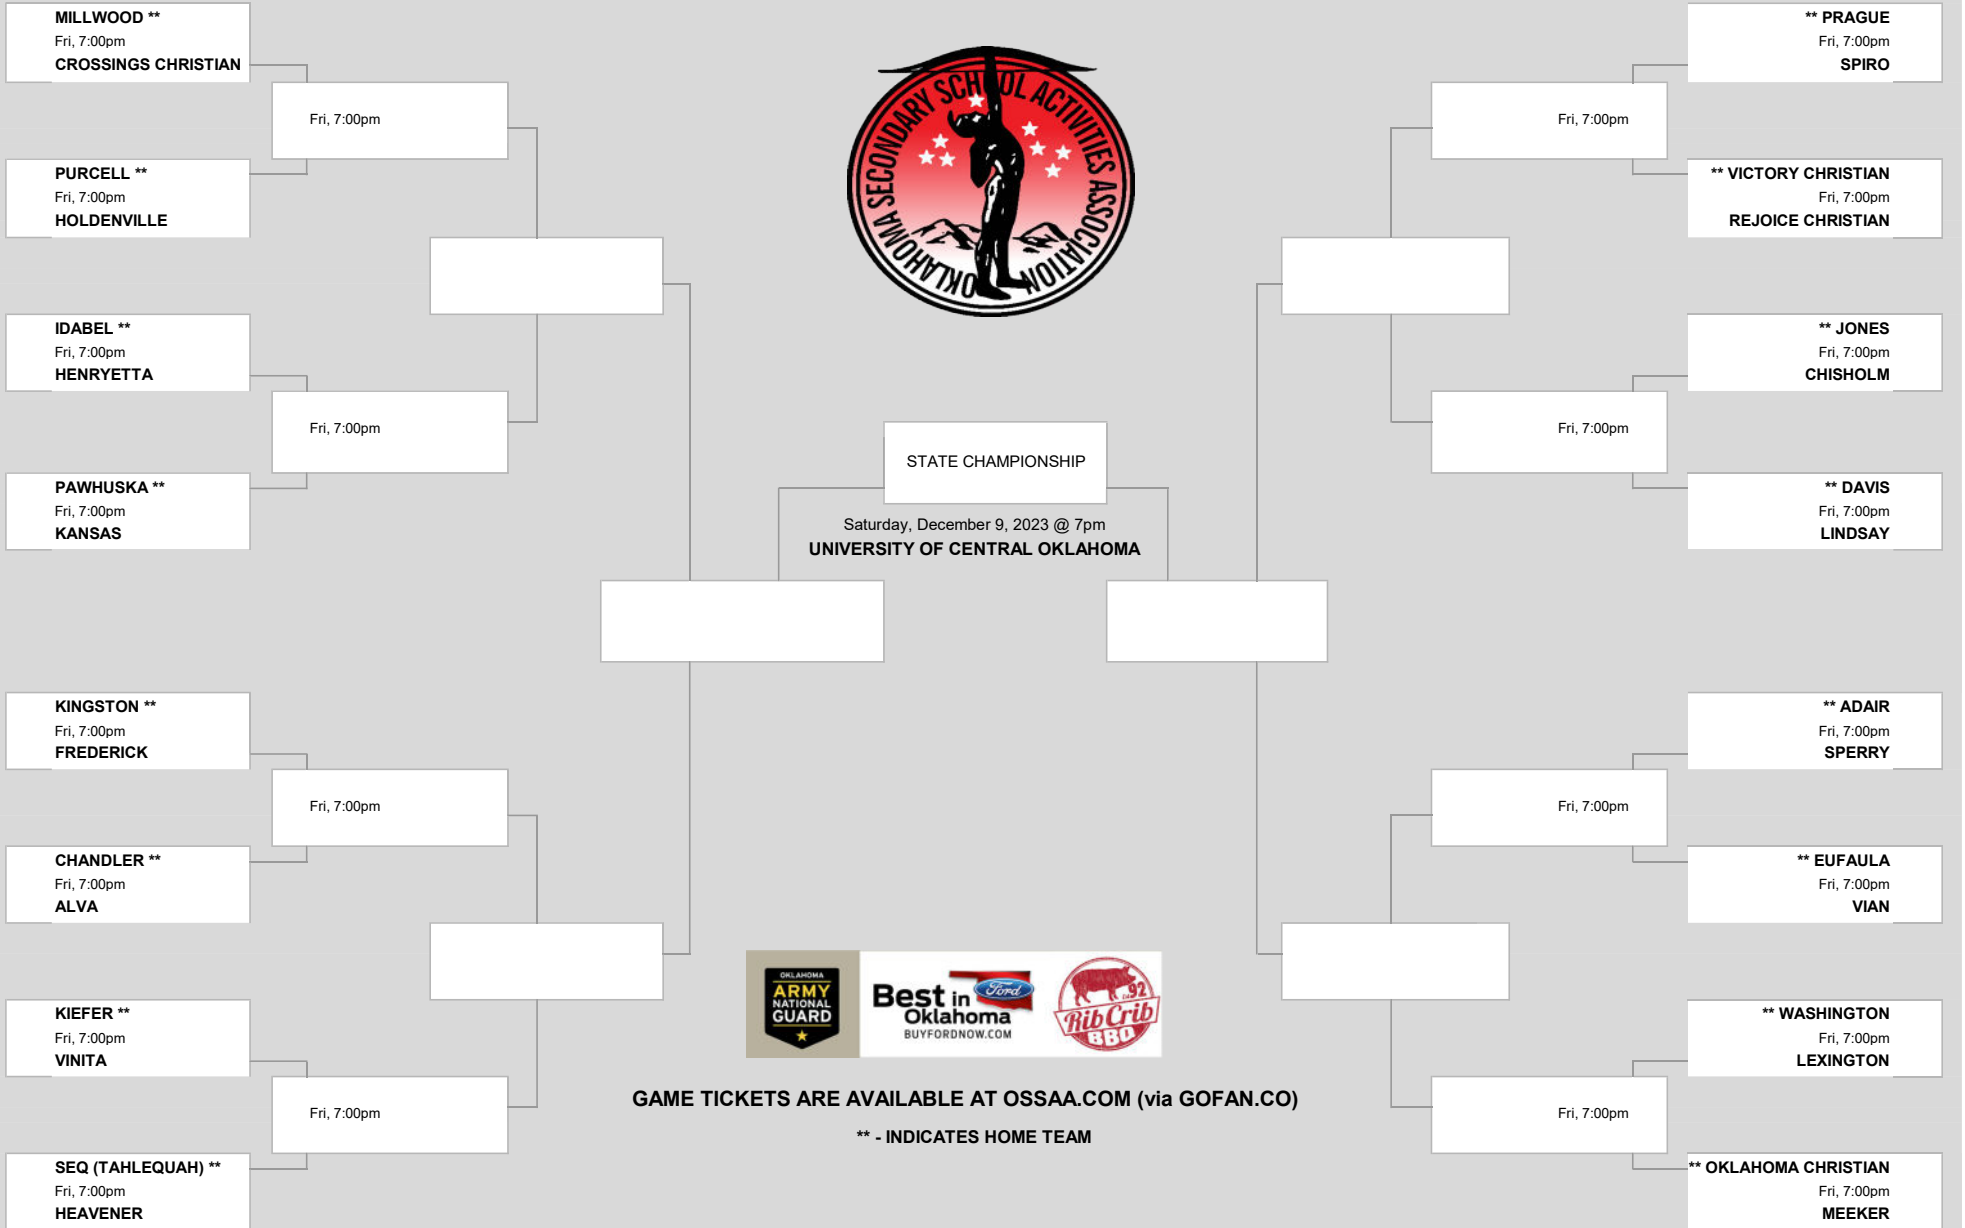 MILLWOOD **
Fri, 7:00pm
CROSSINGS CHRISTIAN
Fri, 7:00pm
PURCELL **
Fri, 7:00pm
HOLDENVILLE
IDABEL **
Fri, 7:00pm
HENRYETTA
Fri, 7:00pm
PAWHUSKA **
Fri, 7:00pm
KANSAS
KINGSTON **
Fri, 7:00pm
FREDERICK
Fri, 7:00pm
CHANDLER **
Fri, 7:00pm
ALVA
KIEFER **
Fri, 7:00pm
VINITA
Fri, 7:00pm
SEQ (TAHLEQUAH) **
Fri, 7:00pm
HEAVENER
OKLAHOMA SECONDARY SCHOOL ACTIVITIES ASSOCIATION
STATE CHAMPIONSHIP
Saturday, December 9, 2023 @ 7pm
UNIVERSITY OF CENTRAL OKLAHOMA
OKLAHOMA
ARMY
NATIONAL
GUARD
Best in
Oklahoma
BUYFORDNOW.COM
Ford
Est 92
Rib Crib
BBQ
GAME TICKETS ARE AVAILABLE AT OSSAA.COM (via GOFAN.CO)
** - INDICATES HOME TEAM
** PRAGUE
Fri, 7:00pm
SPIRO
Fri, 7:00pm
** VICTORY CHRISTIAN
Fri, 7:00pm
REJOICE CHRISTIAN
** JONES
Fri, 7:00pm
CHISHOLM
Fri, 7:00pm
** DAVIS
Fri, 7:00pm
LINDSAY
** ADAIR
Fri, 7:00pm
SPERRY
Fri, 7:00pm
** EUFAULA
Fri, 7:00pm
VIAN
** WASHINGTON
Fri, 7:00pm
LEXINGTON
Fri, 7:00pm
** OKLAHOMA CHRISTIAN
Fri, 7:00pm
MEEKER